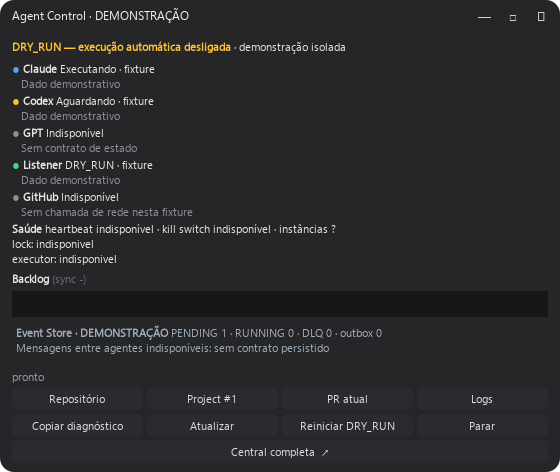 Agent Control · DEMONSTRAÇÃO
DRY_RUN — execução automática desligada · demonstração isolada
Claude Executando · fixture
Dado demonstrativo
Codex Aguardando · fixture
Dado demonstrativo
GPT Indisponível
Sem contrato de estado
Listener DRY_RUN · fixture
Dado demonstrativo
GitHub Indisponível
Sem chamada de rede nesta fixture
Saúde heartbeat indisponível · kill switch indisponível · instâncias ?
lock: indisponivel
executor: indisponivel
Backlog (sync -)
Event Store · DEMONSTRAÇÃO PENDING 1 · RUNNING 0 · DLQ 0 · outbox 0
Mensagens entre agentes indisponíveis: sem contrato persistido
pronto
Repositório Project #1 PR atual Logs
Copiar diagnóstico Atualizar Reiniciar DRY_RUN Parar
Central completa ↗